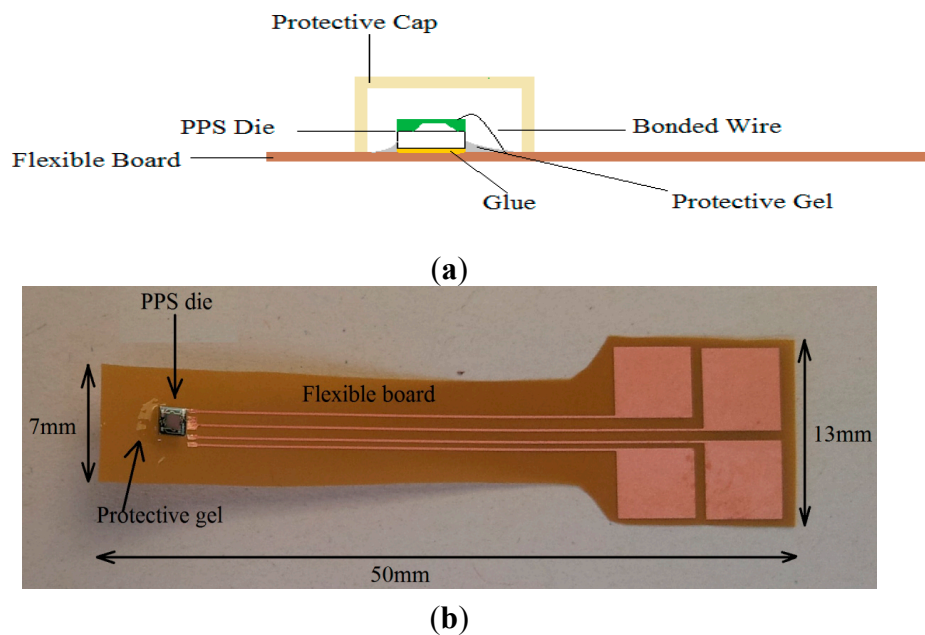 Protective Cap
PPS Die
Bonded Wire
Flexible Board
Glue
Protective Gel
(a)
PPS die
Flexible board
7mm
13mm
Protective gel
50mm
(b)